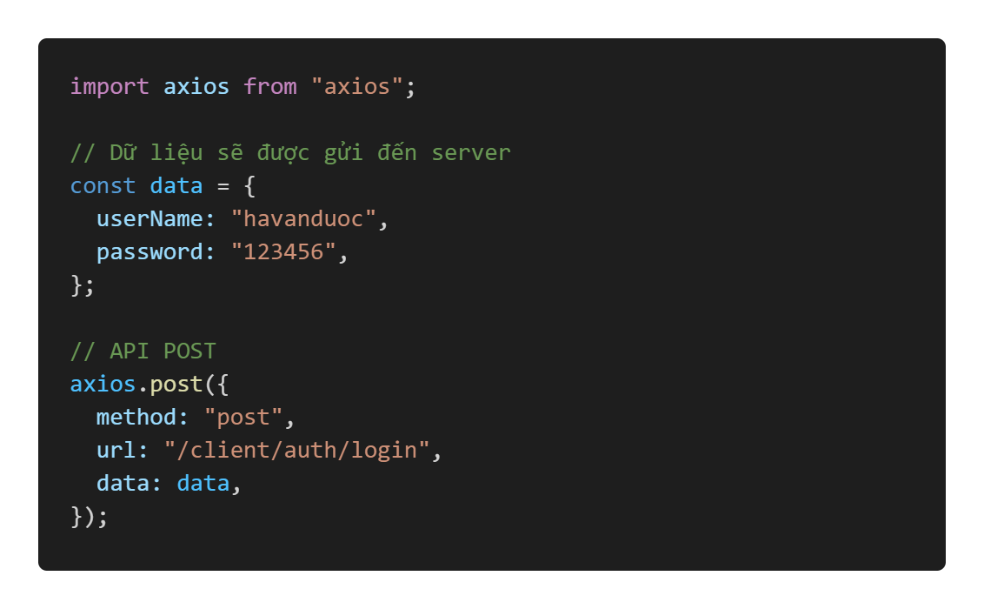 import axios from "axios";
// Dữ liệu sẽ được gửi đến server
const data = {
userName: "havanduoc",
password: "123456",
};
// API POST
axios.post({
method: "post",
url: "/client/auth/login",
data: data,
});